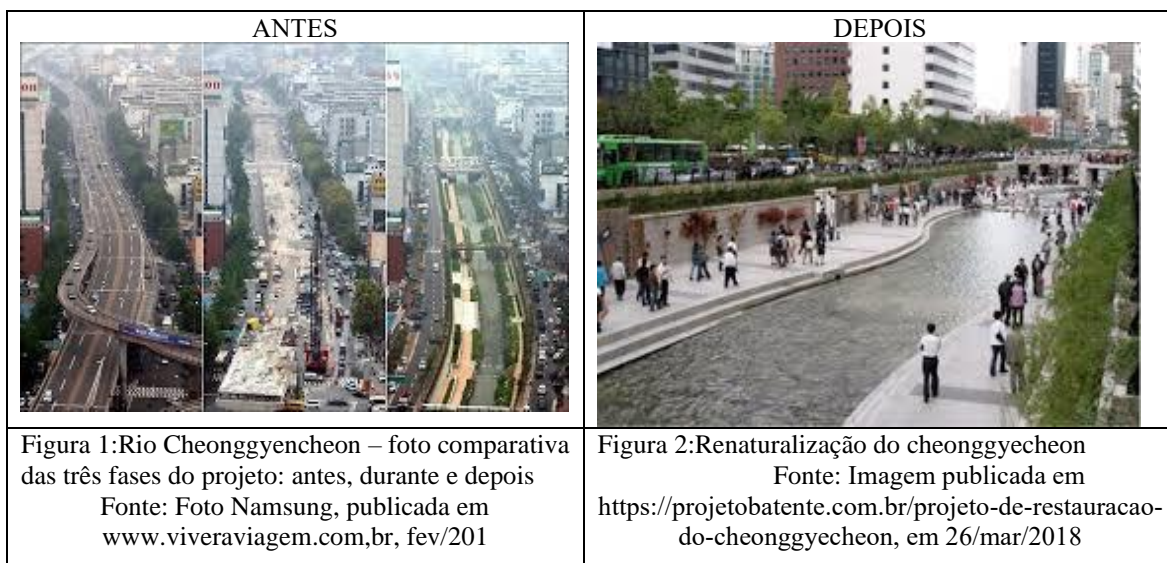 ANTES
DEPOIS
Figura 1:Rio Cheonggyencheon – foto comparativa
das três fases do projeto: antes, durante e depois
Fonte: Foto Namsung, publicada em
www.viveraviagem.com,br, fev/201
Figura 2:Renaturalização do cheonggyecheon
Fonte: Imagem publicada em
https://projetobatente.com.br/projeto-de-restauracao-
do-cheonggyecheon, em 26/mar/2018